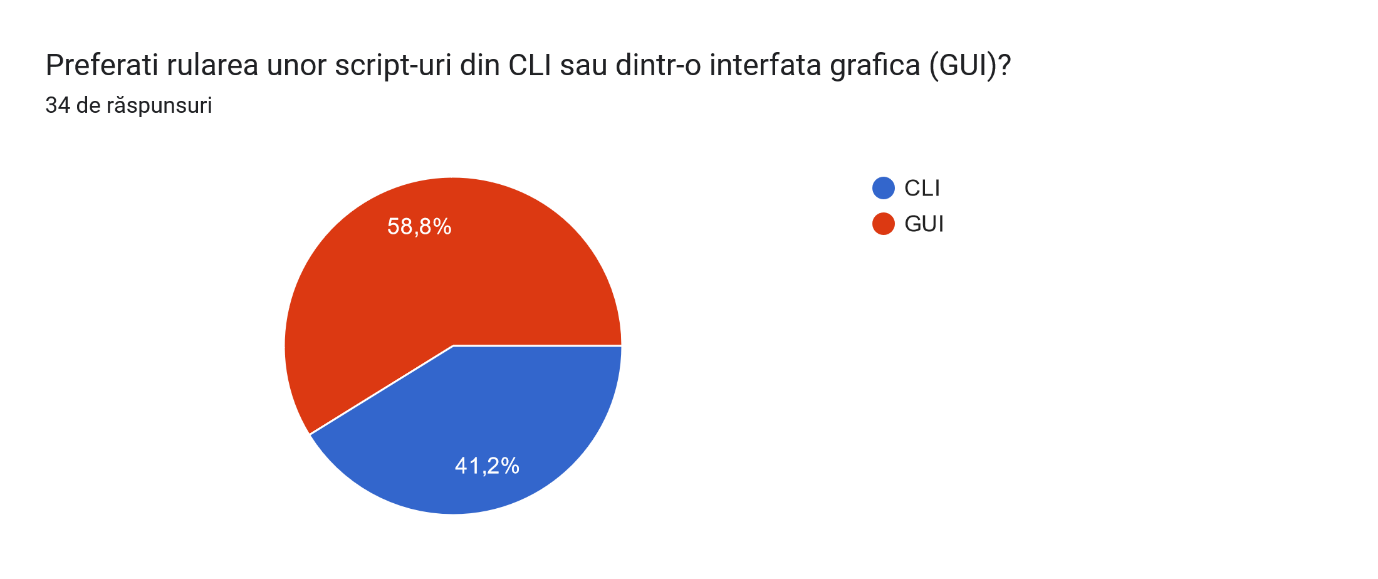 Preferati rularea unor script-uri din CLI sau dintr-o interfata grafica (GUI)?
34 de răspunsuri
CLI
GUI
58,8%
41,2%